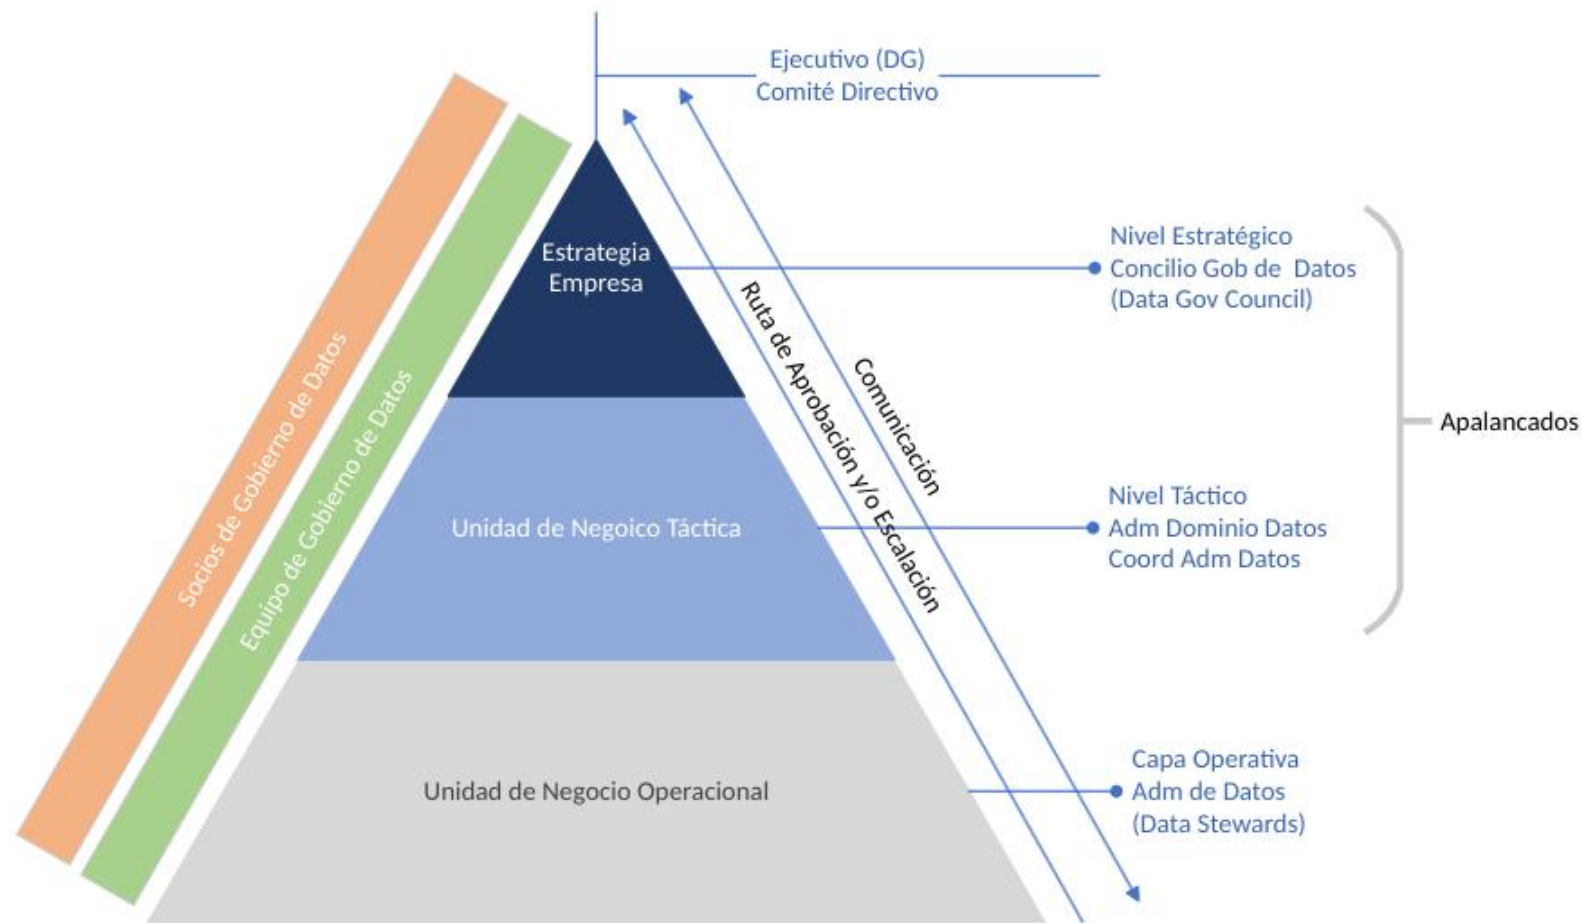 Ejecutivo (DG)
Comité Directivo
Estrategia
Empresa
Nivel Estratégico
Concilio Gob de  Datos
(Data Gov Council)
Socios de Gobierno de Datos
Equipo de Gobierno de Datos
Ruta de Aprobación y/o Escalación
Comunicación
Apalancados
Unidad de Negoico Táctica
Nivel Táctico
Adm Dominio Datos
Coord Adm Datos
Unidad de Negocio Operacional
Capa Operativa
Adm de Datos
(Data Stewards)